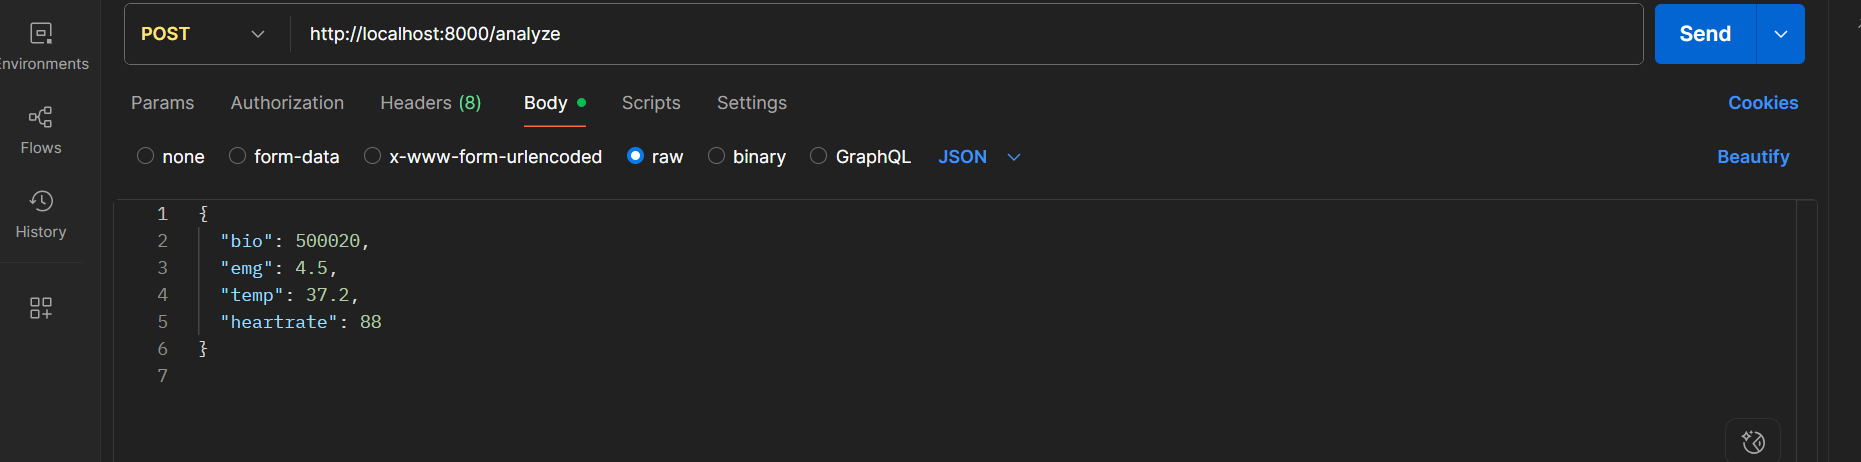 POST
http://localhost:8000/analyze
Send
Environments
Flows
History
Params
Authorization
Headers (8)
Body
Scripts
Settings
Cookies
none
form-data
x-www-form-urlencoded
raw
binary
GraphQL
JSON
Beautify
1 {
2 "bio": 500020,
3 "emg": 4.5,
4 "temp": 37.2,
5 "heartrate": 88
6 }
7